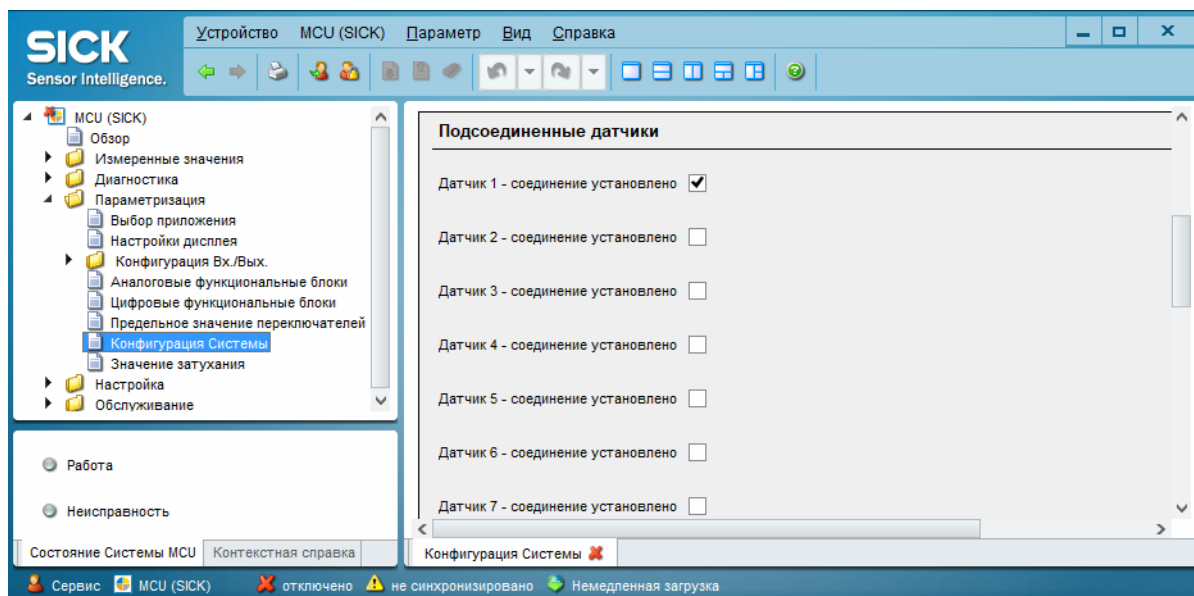 SICK
Sensor Intelligence.
Устройство MCU (SICK) Параметр Вид Справка
MCU (SICK)
Обзор
Измеренные значения
Диагностика
Параметризация
Выбор приложения
Настройки дисплея
Конфигурация Вх./Вых.
Аналоговые функциональные блоки
Цифровые функциональные блоки
Предельное значение переключателей
Конфигурация Системы
Значение затухания
Настройка
Обслуживание
Работа
Неисправность
Состояние Системы MCU Контекстная справка
Подсоединенные датчики
Датчик 1 - соединение установлено
Датчик 2 - соединение установлено
Датчик 3 - соединение установлено
Датчик 4 - соединение установлено
Датчик 5 - соединение установлено
Датчик 6 - соединение установлено
Датчик 7 - соединение установлено
Конфигурация Системы
Сервис MCU (SICK) отключено не синхронизировано Немедленная загрузка